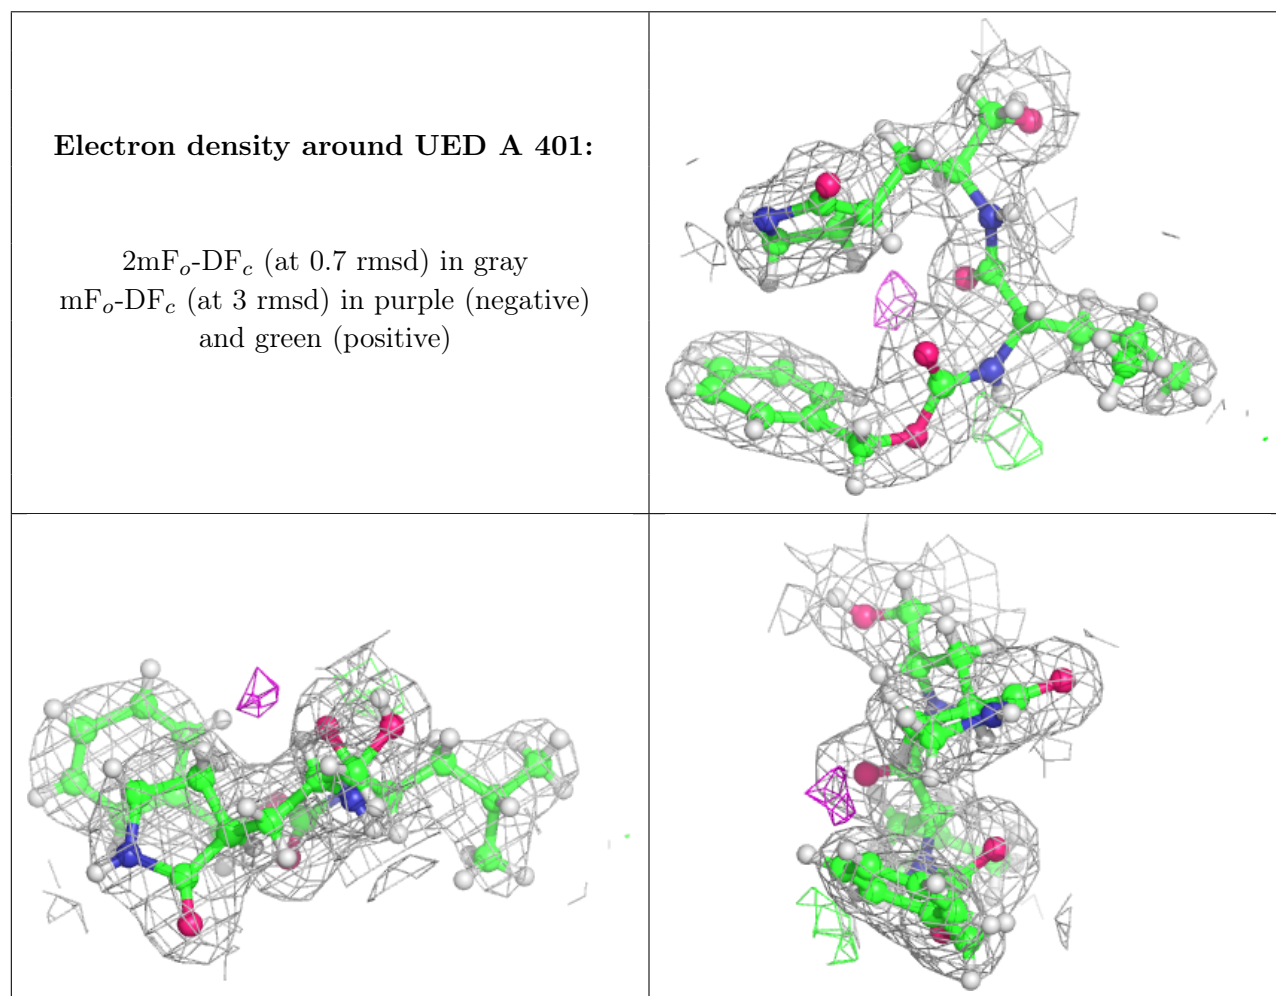 Electron density around UED A 401:
2mFo-DFc (at 0.7 rmsd) in gray
mFo-DFc (at 3 rmsd) in purple (negative)
and green (positive)